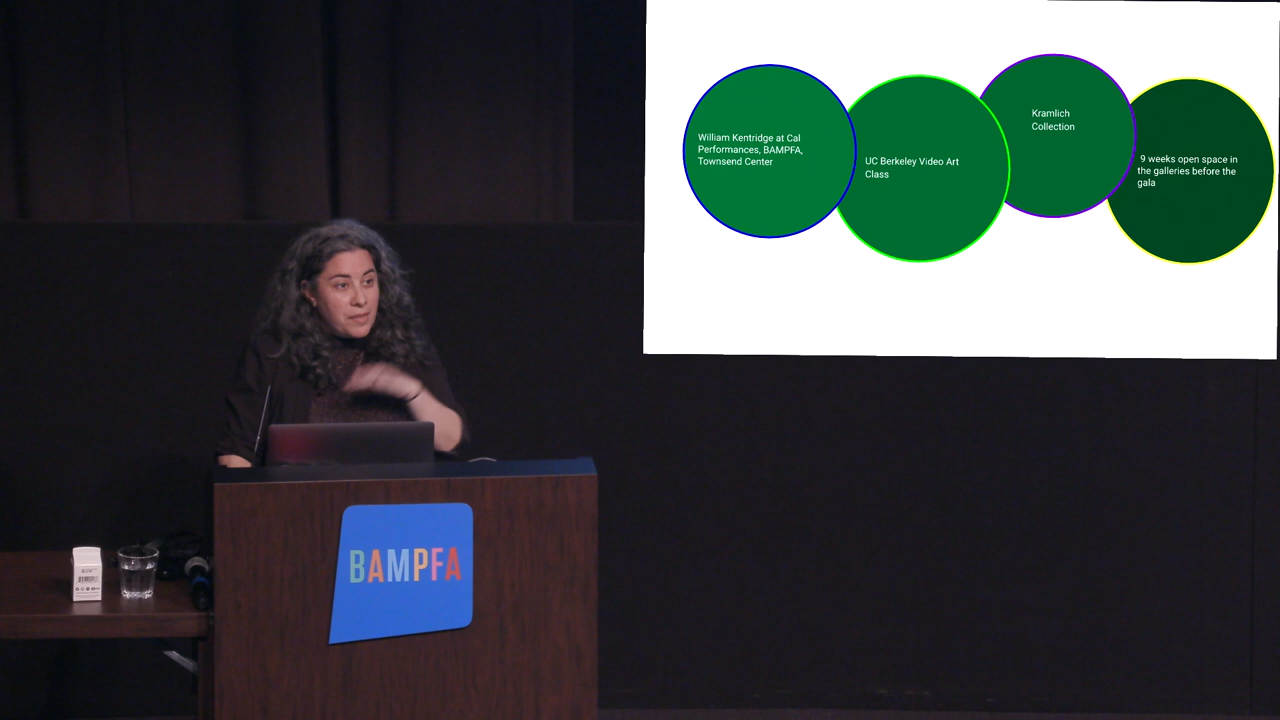 William Kentridge at Cal
Performances, BAMPFA,
Townsend Center
UC Berkeley Video Art
Class
Kramlich
Collection
9 weeks open space in
the galleries before the
gala
BAMPFA